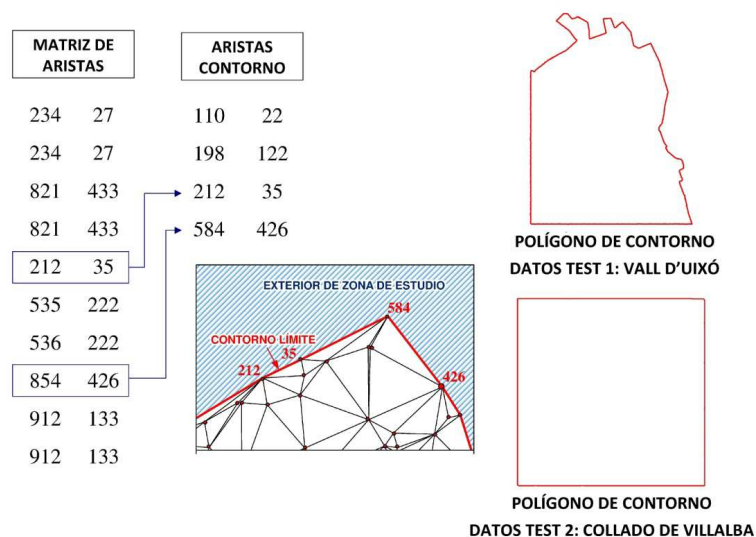 MATRIZ DE
ARISTAS
234 27
234 27
821 433
821 433
212 35
535 222
536 222
854 426
912 133
912 133
ARISTAS
CONTORNO
110 22
198 122
212 35
584 426
EXTERIOR DE ZONA DE ESTUDIO
584
CONTORNO LÍMITE
35
212
426
POLÍGONO DE CONTORNO
DATOS TEST 1: VALL D'UIXÓ
POLÍGONO DE CONTORNO
DATOS TEST 2: COLLADO DE VILLALBA